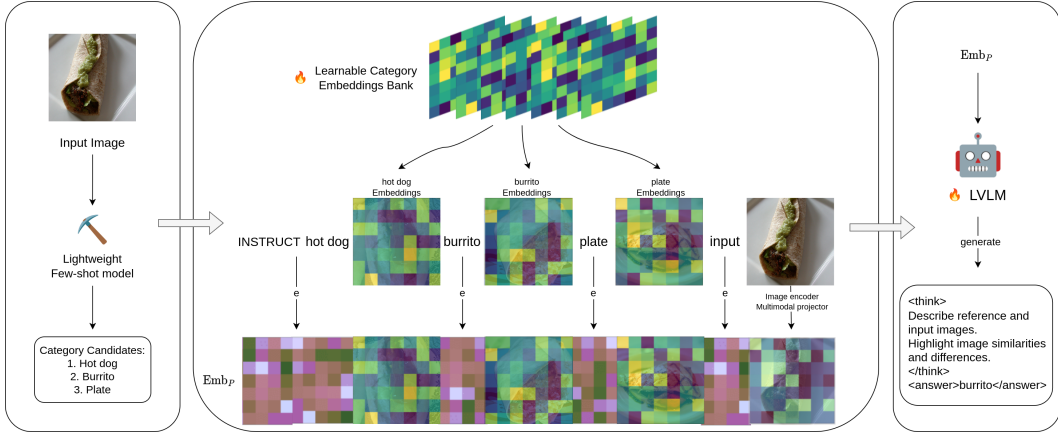 Input Image
Lightweight
Few-shot model
Category Candidates:
1. Hot dog
2. Burrito
3. Plate
Learnable Category
Embeddings Bank
hot dog
Embeddings
burrito
Embeddings
plate
Embeddings
INSTRUCT hot dog
burrito
plate
input
e
e
e
e
Image encoder
Multimodal projector
Emb_P
Emb_P
LVLM
generate
<think>
Describe reference and
input images.
Highlight image similarities
and differences.
</think>
<answer>burrito</answer>